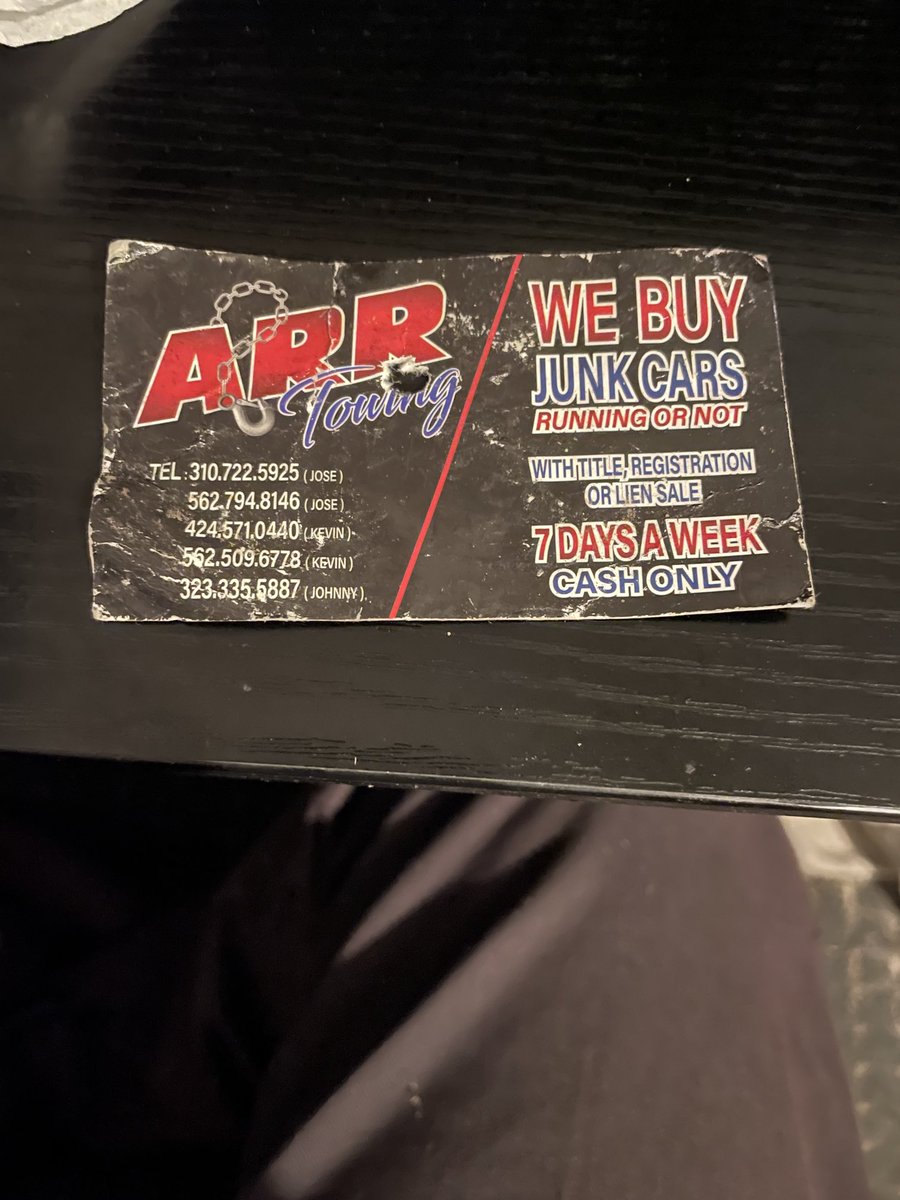 ARR
Towing
TEL.:310.722.5925 (JOSE)
562.794.8146 (JOSE)
424.571.0440 (KEVIN)
562.509.6778 (KEVIN)
323.335.5887 (JOHNNY)
WE BUY
JUNK CARS
RUNNING OR NOT
WITH TITLE, REGISTRATION
OR LIEN SALE
7 DAYS A WEEK
CASH ONLY